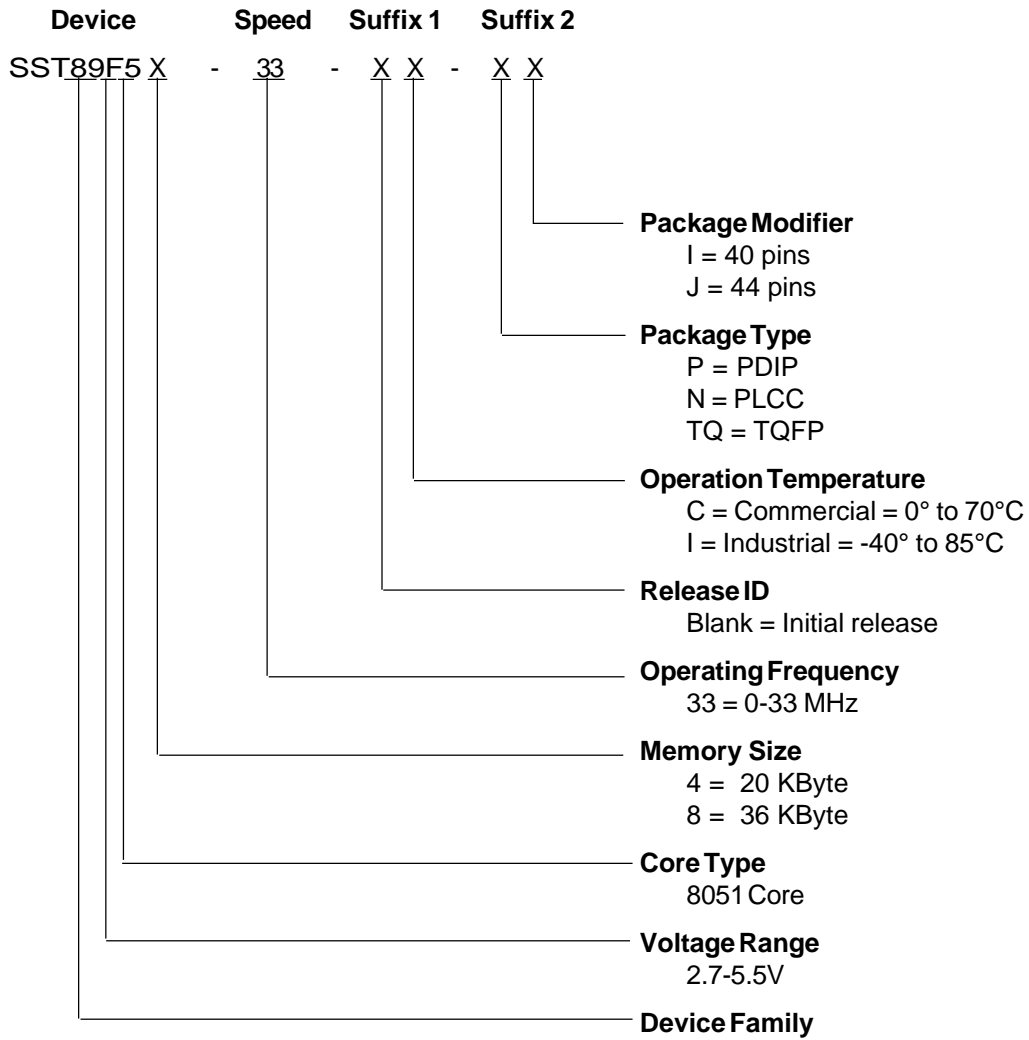 Device Speed Suffix 1 Suffix 2
SST89F5 X - 33 - X X - X X
Package Modifier
I = 40 pins
J = 44 pins
Package Type
P = PDIP
N = PLCC
TQ = TQFP
Operation Temperature
C = Commercial = 0° to 70°C
I = Industrial = -40° to 85°C
Release ID
Blank = Initial release
Operating Frequency
33 = 0-33 MHz
Memory Size
4 = 20 KByte
8 = 36 KByte
Core Type
8051 Core
Voltage Range
2.7-5.5V
Device Family